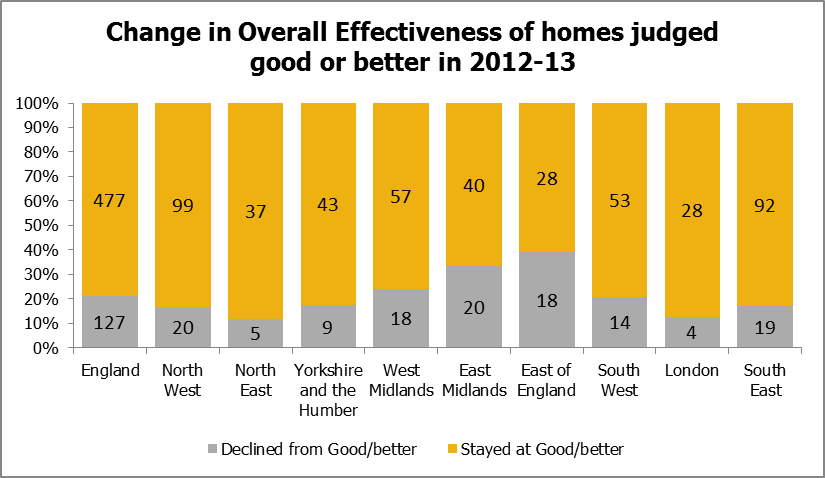 Change in Overall Effectiveness of homes judged
good or better in 2012-13
100%
90%
80%
70%
60%
50%
40%
30%
20%
10%
0%
477 99 37 43 57 40 28 53 28 92
127 20 5 9 18 20 18 14 4 19
England North North Yorkshire West East East of South London South
West East and the Midlands Midlands England West East
Humber
Declined from Good/better Stayed at Good/better